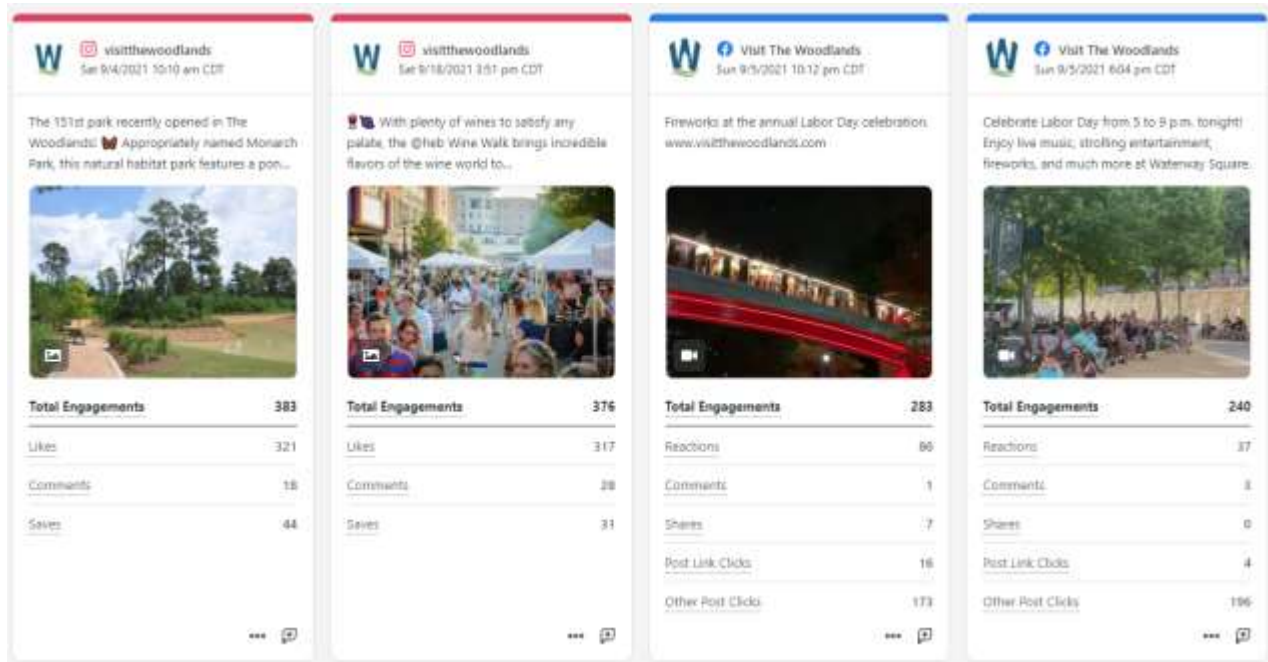 W
visitthewoodlands
Sat 9/4/2021 10:10 am CDT
The 151st park recently opened in The
Woodlands! 🦋 Appropriately named Monarch
Park, this natural habitat park features a pon...
Total Engagements 383
Likes 321
Comments 18
Saves 44
W
visitthewoodlands
Sat 9/18/2021 3:51 pm CDT
🍷🍇 With plenty of wines to satisfy any
palate, the @heb Wine Walk brings incredible
flavors of the wine world to...
Total Engagements 376
Likes 317
Comments 28
Saves 31
W
Visit The Woodlands
Sun 9/5/2021 10:12 pm CDT
Fireworks at the annual Labor Day celebration.
www.visitthewoodlands.com
Total Engagements 283
Reactions 86
Comments 1
Shares 7
Post Link Clicks 16
Other Post Clicks 173
W
Visit The Woodlands
Sun 9/5/2021 6:04 pm CDT
Celebrate Labor Day from 5 to 9 p.m. tonight!
Enjoy live music, strolling entertainment,
fireworks, and much more at Waterway Square.
Total Engagements 240
Reactions 37
Comments 3
Shares 0
Post Link Clicks 4
Other Post Clicks 196